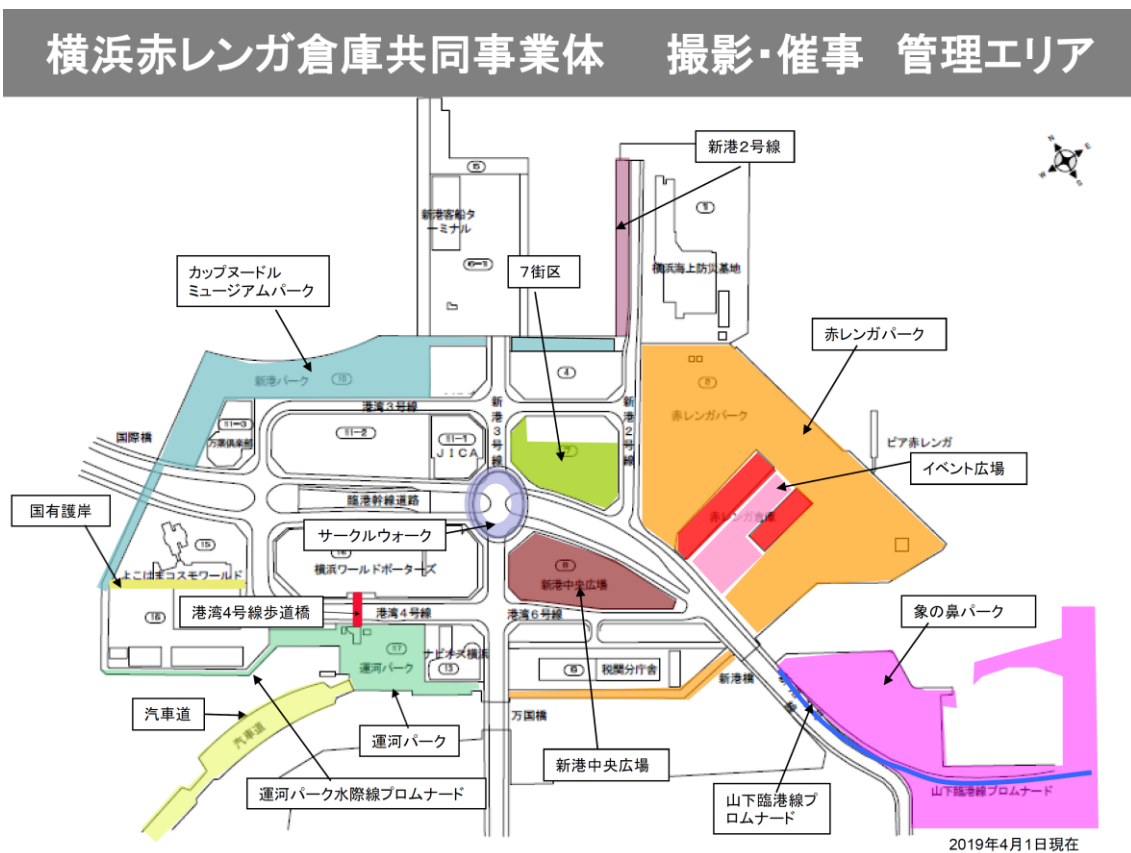 横浜赤レンガ倉庫共同事業体　撮影・催事　管理エリア
新港2号線
N
E
W
S
5
1
新港客船タ
ーミナル
6-1
横浜海上防災基地
カップヌードル
ミュージアムパーク
7街区
赤レンガパーク
4
2
新港パーク
港湾3号線
新港3号線
新港2号線
赤レンガパーク
11-3
万葉倶楽部
11-2
11-1
JICA
7
国際橋
ピア赤レンガ
イベント広場
臨港幹線道路
国有護岸
サークルウォーク
赤レンガ倉庫
15
よこはまコスモワールド
横浜ワールドポーターズ
8
新港中央広場
16
港湾4号線歩道橋
港湾4号線
港湾6号線
象の鼻パーク
17
運河パーク
ナビオス横浜
13
9
税関分庁舎
新港橋
汽車道
汽車道
運河パーク
万国橋
新港中央広場
運河パーク水際線プロムナード
山下臨港線プ
ロムナード
山下臨港線プロムナード
2019年4月1日現在